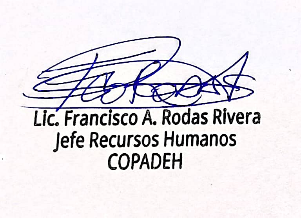 Lic. Francisco A. Rodas Rivera
Jefe Recursos Humanos
COPADEH